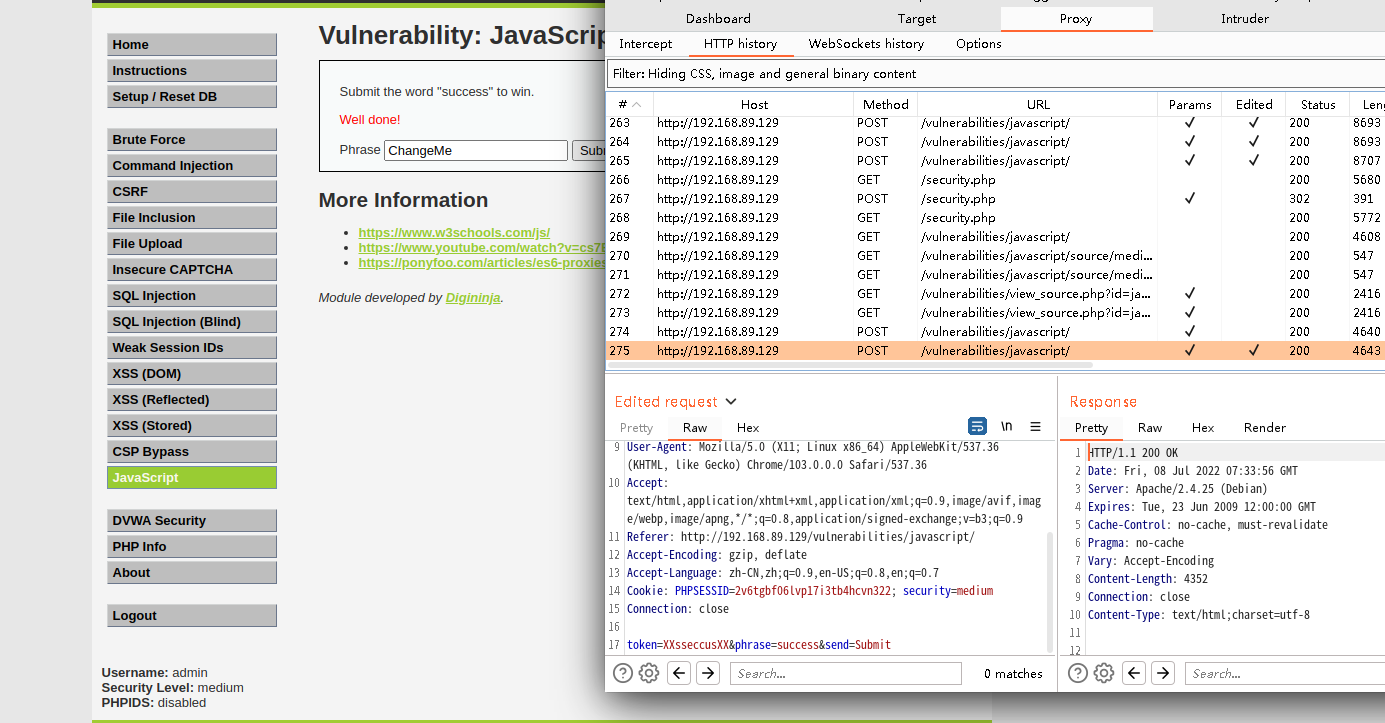 Home
Instructions
Setup / Reset DB
Brute Force
Command Injection
CSRF
File Inclusion
File Upload
Insecure CAPTCHA
SQL Injection
SQL Injection (Blind)
Weak Session IDs
XSS (DOM)
XSS (Reflected)
XSS (Stored)
CSP Bypass
JavaScript
DVWA Security
PHP Info
About
Logout
Username: admin
Security Level: medium
PHPIDS: disabled
Vulnerability: JavaScrip
Submit the word "success" to win.
Well done!
Phrase ChangeMe Subm
More Information
https://www.w3schools.com/js/
https://www.youtube.com/watch?v=cs7E
https://ponyfoo.com/articles/es6-proxies
Module developed by Digininja.
Dashboard Target Proxy Intruder
Intercept HTTP history WebSockets history Options
Filter: Hiding CSS, image and general binary content
# Host Method URL Params Edited Status Leng
263 http://192.168.89.129 POST /vulnerabilities/javascript/ ✓ ✓ 200 8693
264 http://192.168.89.129 POST /vulnerabilities/javascript/ ✓ ✓ 200 8693
265 http://192.168.89.129 POST /vulnerabilities/javascript/ ✓ ✓ 200 8707
266 http://192.168.89.129 GET /security.php 200 5680
267 http://192.168.89.129 POST /security.php ✓ 302 391
268 http://192.168.89.129 GET /security.php 200 5772
269 http://192.168.89.129 GET /vulnerabilities/javascript/ 200 4608
270 http://192.168.89.129 GET /vulnerabilities/javascript/source/medi... 200 547
271 http://192.168.89.129 GET /vulnerabilities/javascript/source/medi... 200 547
272 http://192.168.89.129 GET /vulnerabilities/view_source.php?id=ja... ✓ 200 2416
273 http://192.168.89.129 GET /vulnerabilities/view_source.php?id=ja... ✓ 200 2416
274 http://192.168.89.129 POST /vulnerabilities/javascript/ ✓ 200 4640
275 http://192.168.89.129 POST /vulnerabilities/javascript/ ✓ ✓ 200 4643
Edited request
Pretty Raw Hex \n
9 User-Agent: Mozilla/5.0 (X11; Linux x86_64) AppleWebKit/537.36
(KHTML, like Gecko) Chrome/103.0.0.0 Safari/537.36
10 Accept:
text/html,application/xhtml+xml,application/xml;q=0.9,image/avif,imag
e/webp,image/apng,*/*;q=0.8,application/signed-exchange;v=b3;q=0.9
11 Referer: http://192.168.89.129/vulnerabilities/javascript/
12 Accept-Encoding: gzip, deflate
13 Accept-Language: zh-CN,zh;q=0.9,en-US;q=0.8,en;q=0.7
14 Cookie: PHPSESSID=2v6tgbf06lvp17i3tb4hcvn322; security=medium
15 Connection: close
16
17 token=XXsseccusXX&phrase=success&send=Submit
Search... 0 matches
Response
Pretty Raw Hex Render
1 HTTP/1.1 200 OK
2 Date: Fri, 08 Jul 2022 07:33:56 GMT
3 Server: Apache/2.4.25 (Debian)
4 Expires: Tue, 23 Jun 2009 12:00:00 GMT
5 Cache-Control: no-cache, must-revalidate
6 Pragma: no-cache
7 Vary: Accept-Encoding
8 Content-Length: 4352
9 Connection: close
10 Content-Type: text/html;charset=utf-8
11
12
Search...